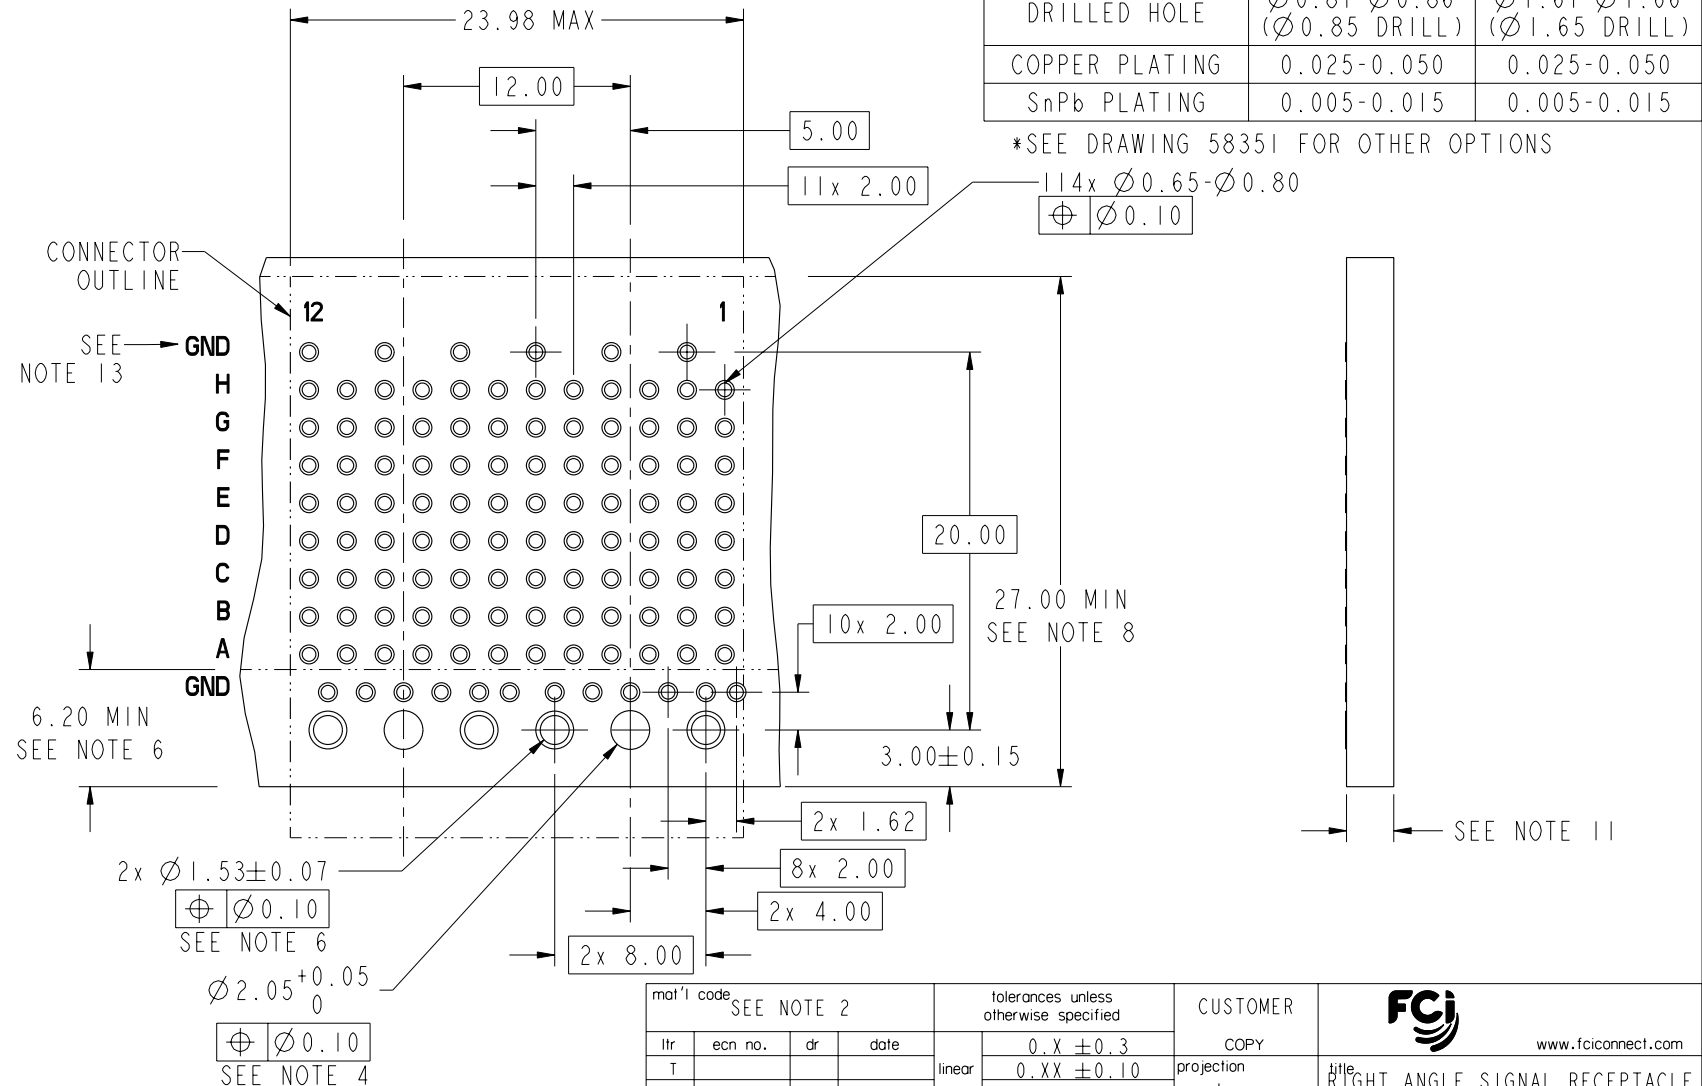 23.98 MAX
12.00
5.00
11x 2.00
DRILLED HOLE
(Ø0.85 DRILL)
(Ø1.65 DRILL)
COPPER PLATING 0.025-0.050 0.025-0.050
SnPb PLATING 0.005-0.015 0.005-0.015
*SEE DRAWING 58351 FOR OTHER OPTIONS
114x Ø0.65-Ø0.80
⌖ Ø0.10
CONNECTOR
OUTLINE
12 1
SEE
NOTE 13
GND
H
G
F
E
D
C
B
A
GND
20.00
27.00 MIN
SEE NOTE 8
10x 2.00
6.20 MIN
SEE NOTE 6
3.00±0.15
2x 1.62
8x 2.00
2x 4.00
2x 8.00
SEE NOTE 11
2x Ø1.53±0.07
⌖ Ø0.10
SEE NOTE 6
Ø2.05 +0.05
0
⌖ Ø0.10
SEE NOTE 4
mat'l code SEE NOTE 2
tolerances unless
otherwise specified
CUSTOMER
COPY
FCi
www.fciconnect.com
ltr ecn no. dr date
T
linear
0.X ±0.3
0.XX ±0.10
projection
title
RIGHT ANGLE SIGNAL RECEPTACLE